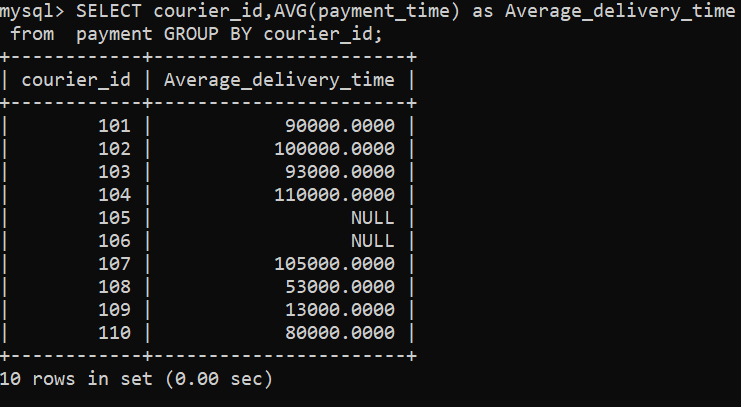 mysql> SELECT courier_id,AVG(payment_time) as Average_delivery_time
 from  payment GROUP BY courier_id;
+------------+-----------------------+
| courier_id | Average_delivery_time |
+------------+-----------------------+
|        101 |            90000.0000 |
|        102 |           100000.0000 |
|        103 |            93000.0000 |
|        104 |           110000.0000 |
|        105 |                  NULL |
|        106 |                  NULL |
|        107 |           105000.0000 |
|        108 |            53000.0000 |
|        109 |            13000.0000 |
|        110 |            80000.0000 |
+------------+-----------------------+
10 rows in set (0.00 sec)